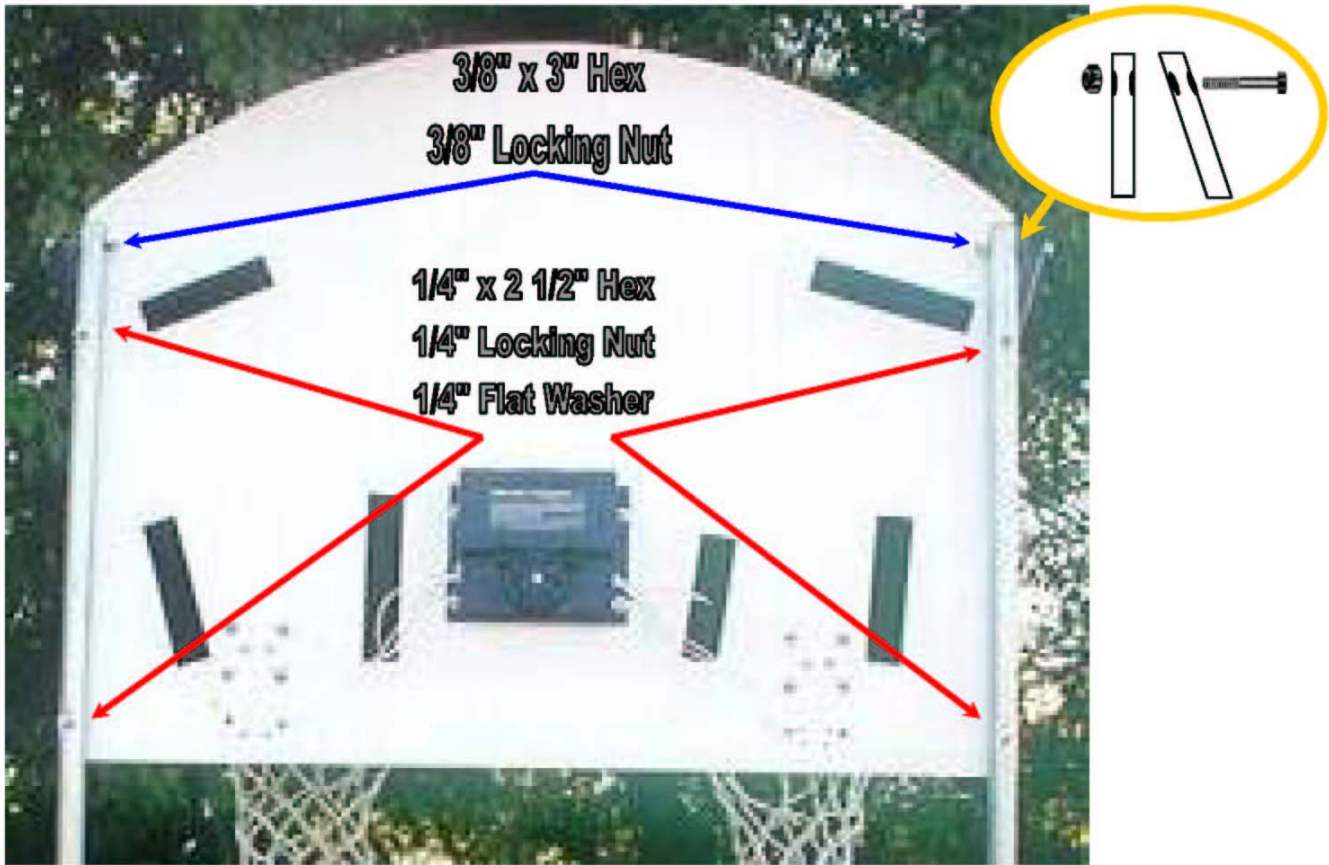 3/8" x 3" Hex
3/8" Locking Nut
1/4" x 2 1/2" Hex
1/4" Locking Nut
1/4" Flat Washer